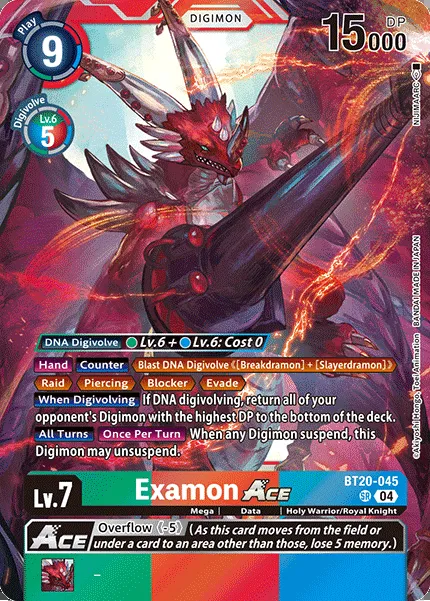 Play
9
DIGIMON
15000 DP
Digivolve
Lv.6
5
NIJIMAARC
©Akiyoshi Hongo, Toei Animation BANDAI MADE IN JAPAN
DNA Digivolve Lv.6 + Lv.6: Cost 0
Hand Counter Blast DNA Digivolve《[Breakdramon] + [Slayerdramon]》
Raid Piercing Blocker Evade
When Digivolving If DNA digivolving, return all of your
opponent's Digimon with the highest DP to the bottom of the deck.
All Turns Once Per Turn When any Digimon suspend, this
Digimon may unsuspend.
Lv.7 Examon ACE BT20-045
SR 04
Mega | Data | Holy Warrior/Royal Knight
ACE Overflow《-5》(As this card moves from the field or
under a card to an area other than those, lose 5 memory.)
–